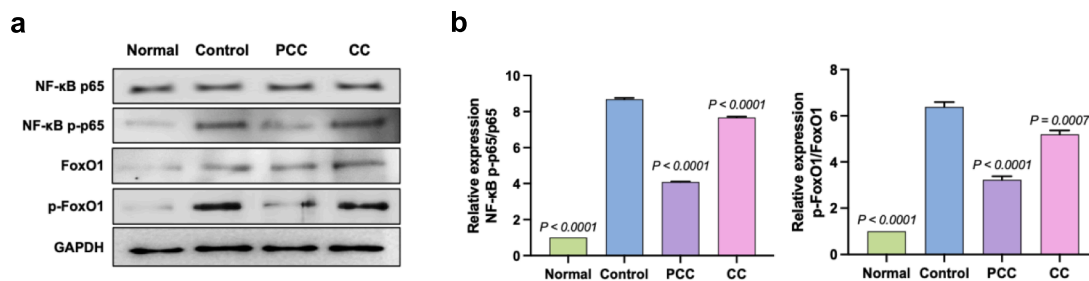 a
Normal Control PCC CC
NF-κB p65
NF-κB p-p65
FoxO1
p-FoxO1
GAPDH
b
Relative expression
NF-κB p-p65/p65
10
8
6
4
2
0
P < 0.0001
P < 0.0001
P < 0.0001
Normal Control PCC CC
Relative expression
p-FoxO1/FoxO1
8
6
4
2
0
P < 0.0001
P < 0.0001
P = 0.0007
Normal Control PCC CC